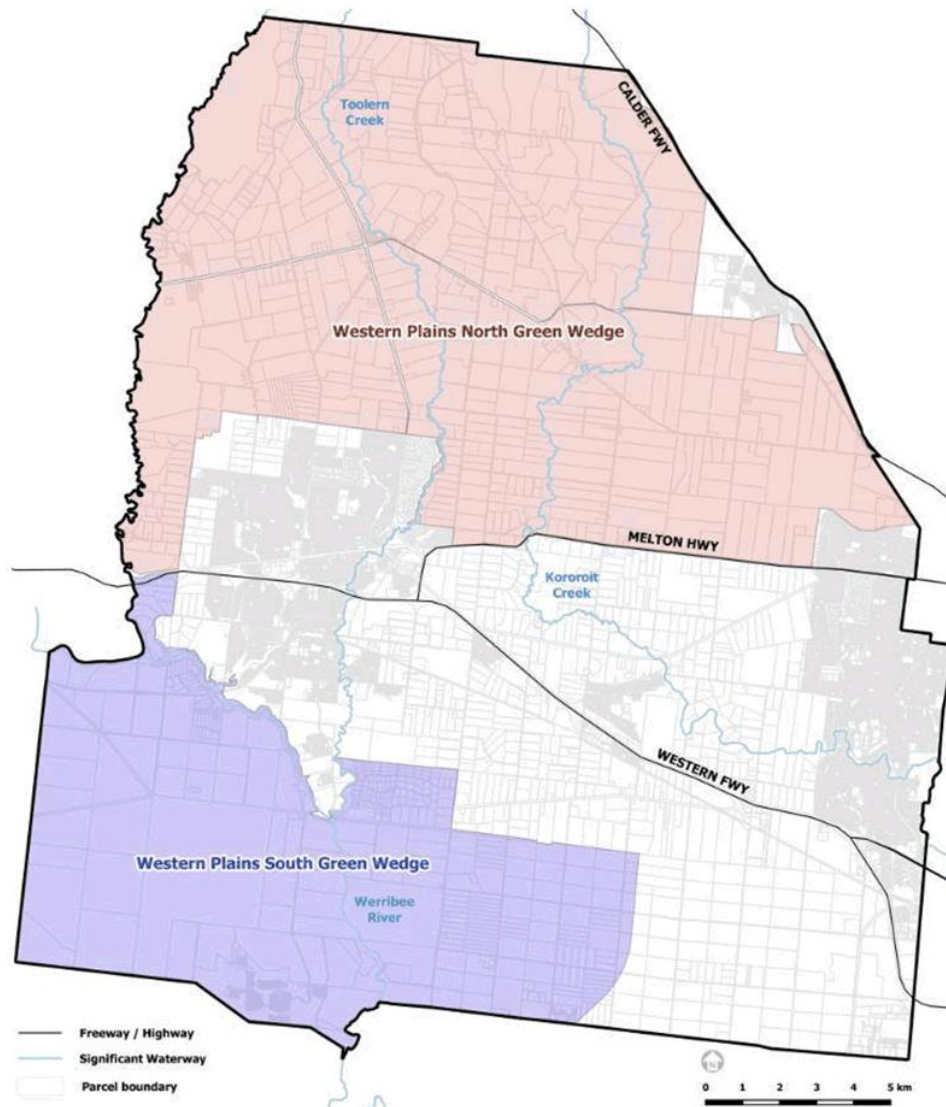 Toolern
Creek
CALDER FWY
Western Plains North Green Wedge
MELTON HWY
Kororoit
Creek
WESTERN FWY
Western Plains South Green Wedge
Werribee
River
Freeway / Highway
Significant Waterway
Parcel boundary
N
0 1 2 3 4 5 km